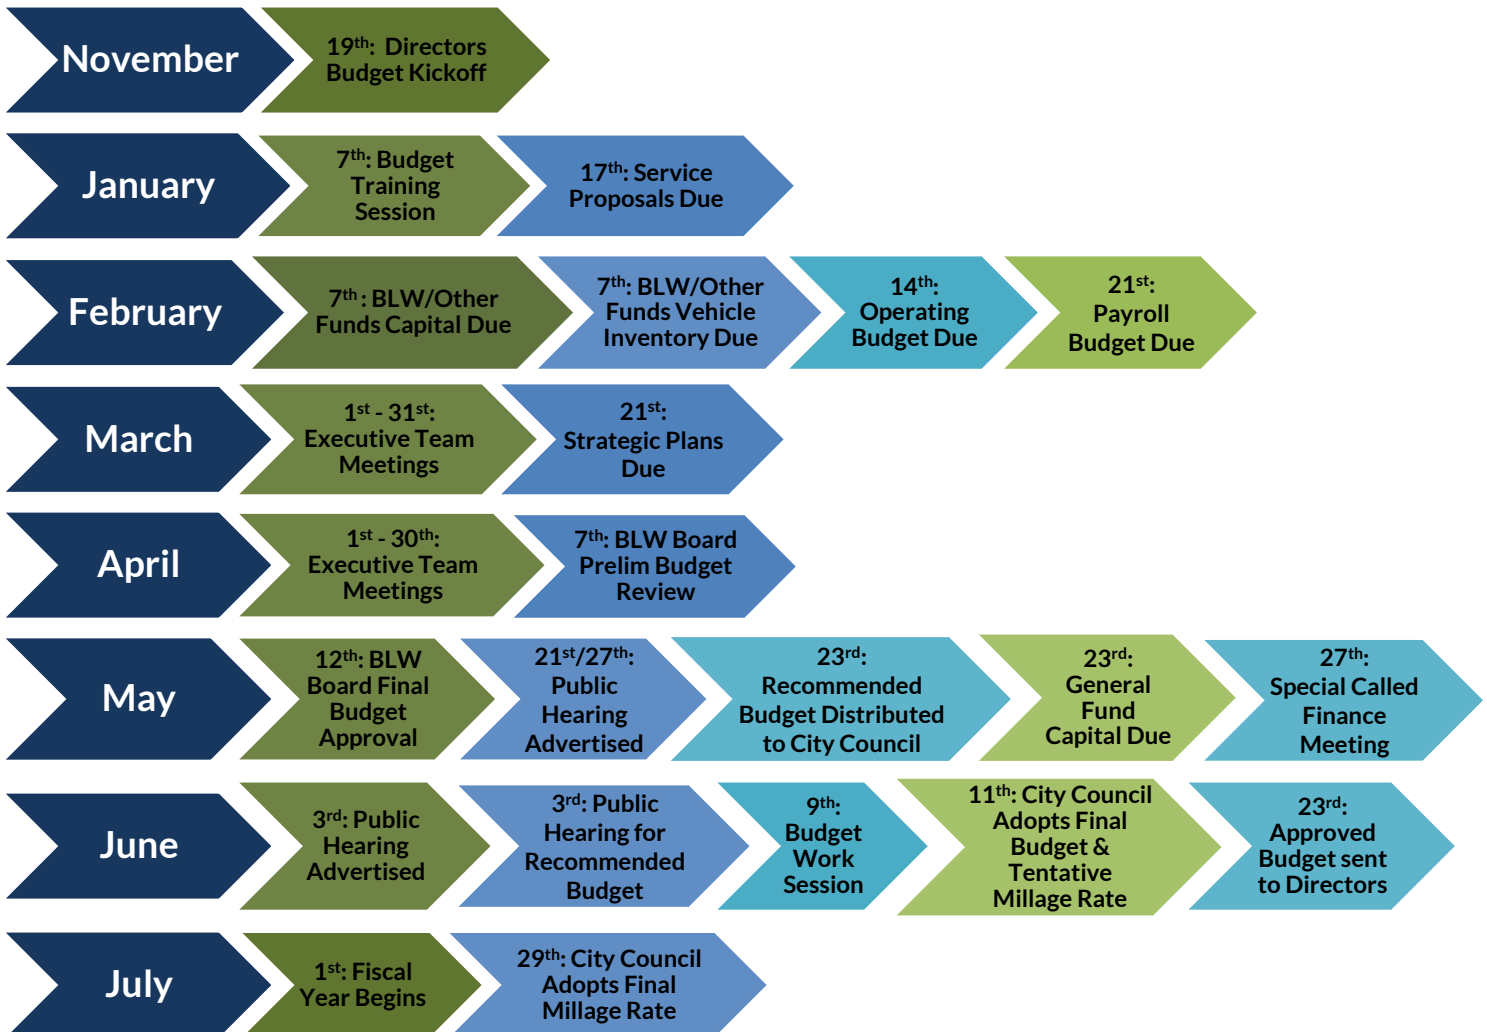 November
19th: Directors
Budget Kickoff
January
7th: Budget
Training
Session
17th: Service
Proposals Due
February
7th : BLW/Other
Funds Capital Due
7th: BLW/Other
Funds Vehicle
Inventory Due
14th:
Operating
Budget Due
21st:
Payroll
Budget Due
March
1st - 31st:
Executive Team
Meetings
21st:
Strategic Plans
Due
April
1st - 30th:
Executive Team
Meetings
7th: BLW Board
Prelim Budget
Review
May
12th: BLW
Board Final
Budget
Approval
21st/27th:
Public
Hearing
Advertised
23rd:
Recommended
Budget Distributed
to City Council
23rd:
General
Fund
Capital Due
27th:
Special Called
Finance
Meeting
June
3rd: Public
Hearing
Advertised
3rd: Public
Hearing for
Recommended
Budget
9th:
Budget
Work
Session
11th: City Council
Adopts Final
Budget &
Tentative
Millage Rate
23rd:
Approved
Budget sent
to Directors
July
1st: Fiscal
Year Begins
29th: City Council
Adopts Final
Millage Rate